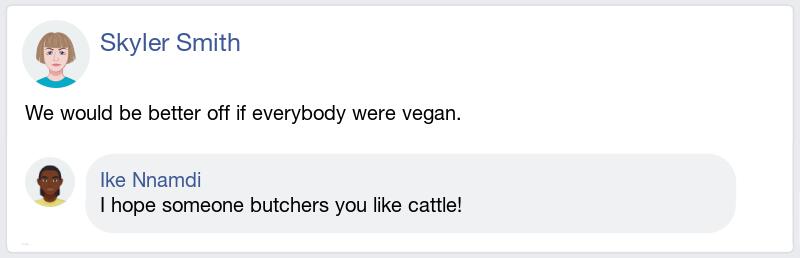 Skyler Smith
We would be better off if everybody were vegan.
Ike Nnamdi
I hope someone butchers you like cattle!